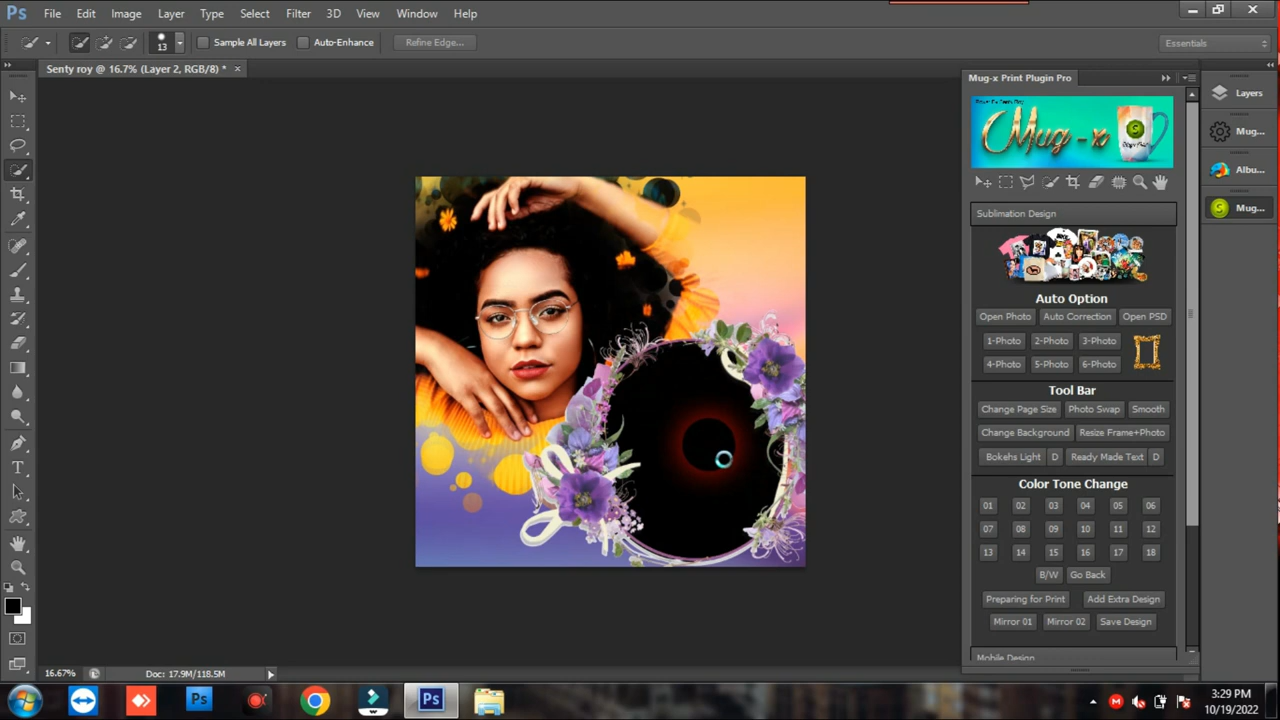 Ps File Edit Image Layer Type Select Filter 3D View Window Help
13 Sample All Layers Auto-Enhance Refine Edge... Essentials
Senty roy @ 16.7% (Layer 2, RGB/8) * ×
Mug-x Print Plugin Pro
Mug - x
Layers
Mug...
Albu...
Mug...
Sublimation Design
Auto Option
Open Photo Auto Correction Open PSD
1-Photo 2-Photo 3-Photo
4-Photo 5-Photo 6-Photo
Tool Bar
Change Page Size Photo Swap Smooth
Change Background Resize Frame+Photo
Bokehs Light D Ready Made Text D
Color Tone Change
01 02 03 04 05 06
07 08 09 10 11 12
13 14 15 16 17 18
B/W Go Back
Preparing for Print Add Extra Design
Mirror 01 Mirror 02 Save Design
Mobile Design
16.67% Doc: 17.9M/118.5M
Ps Ps M 3:29 PM
10/19/2022